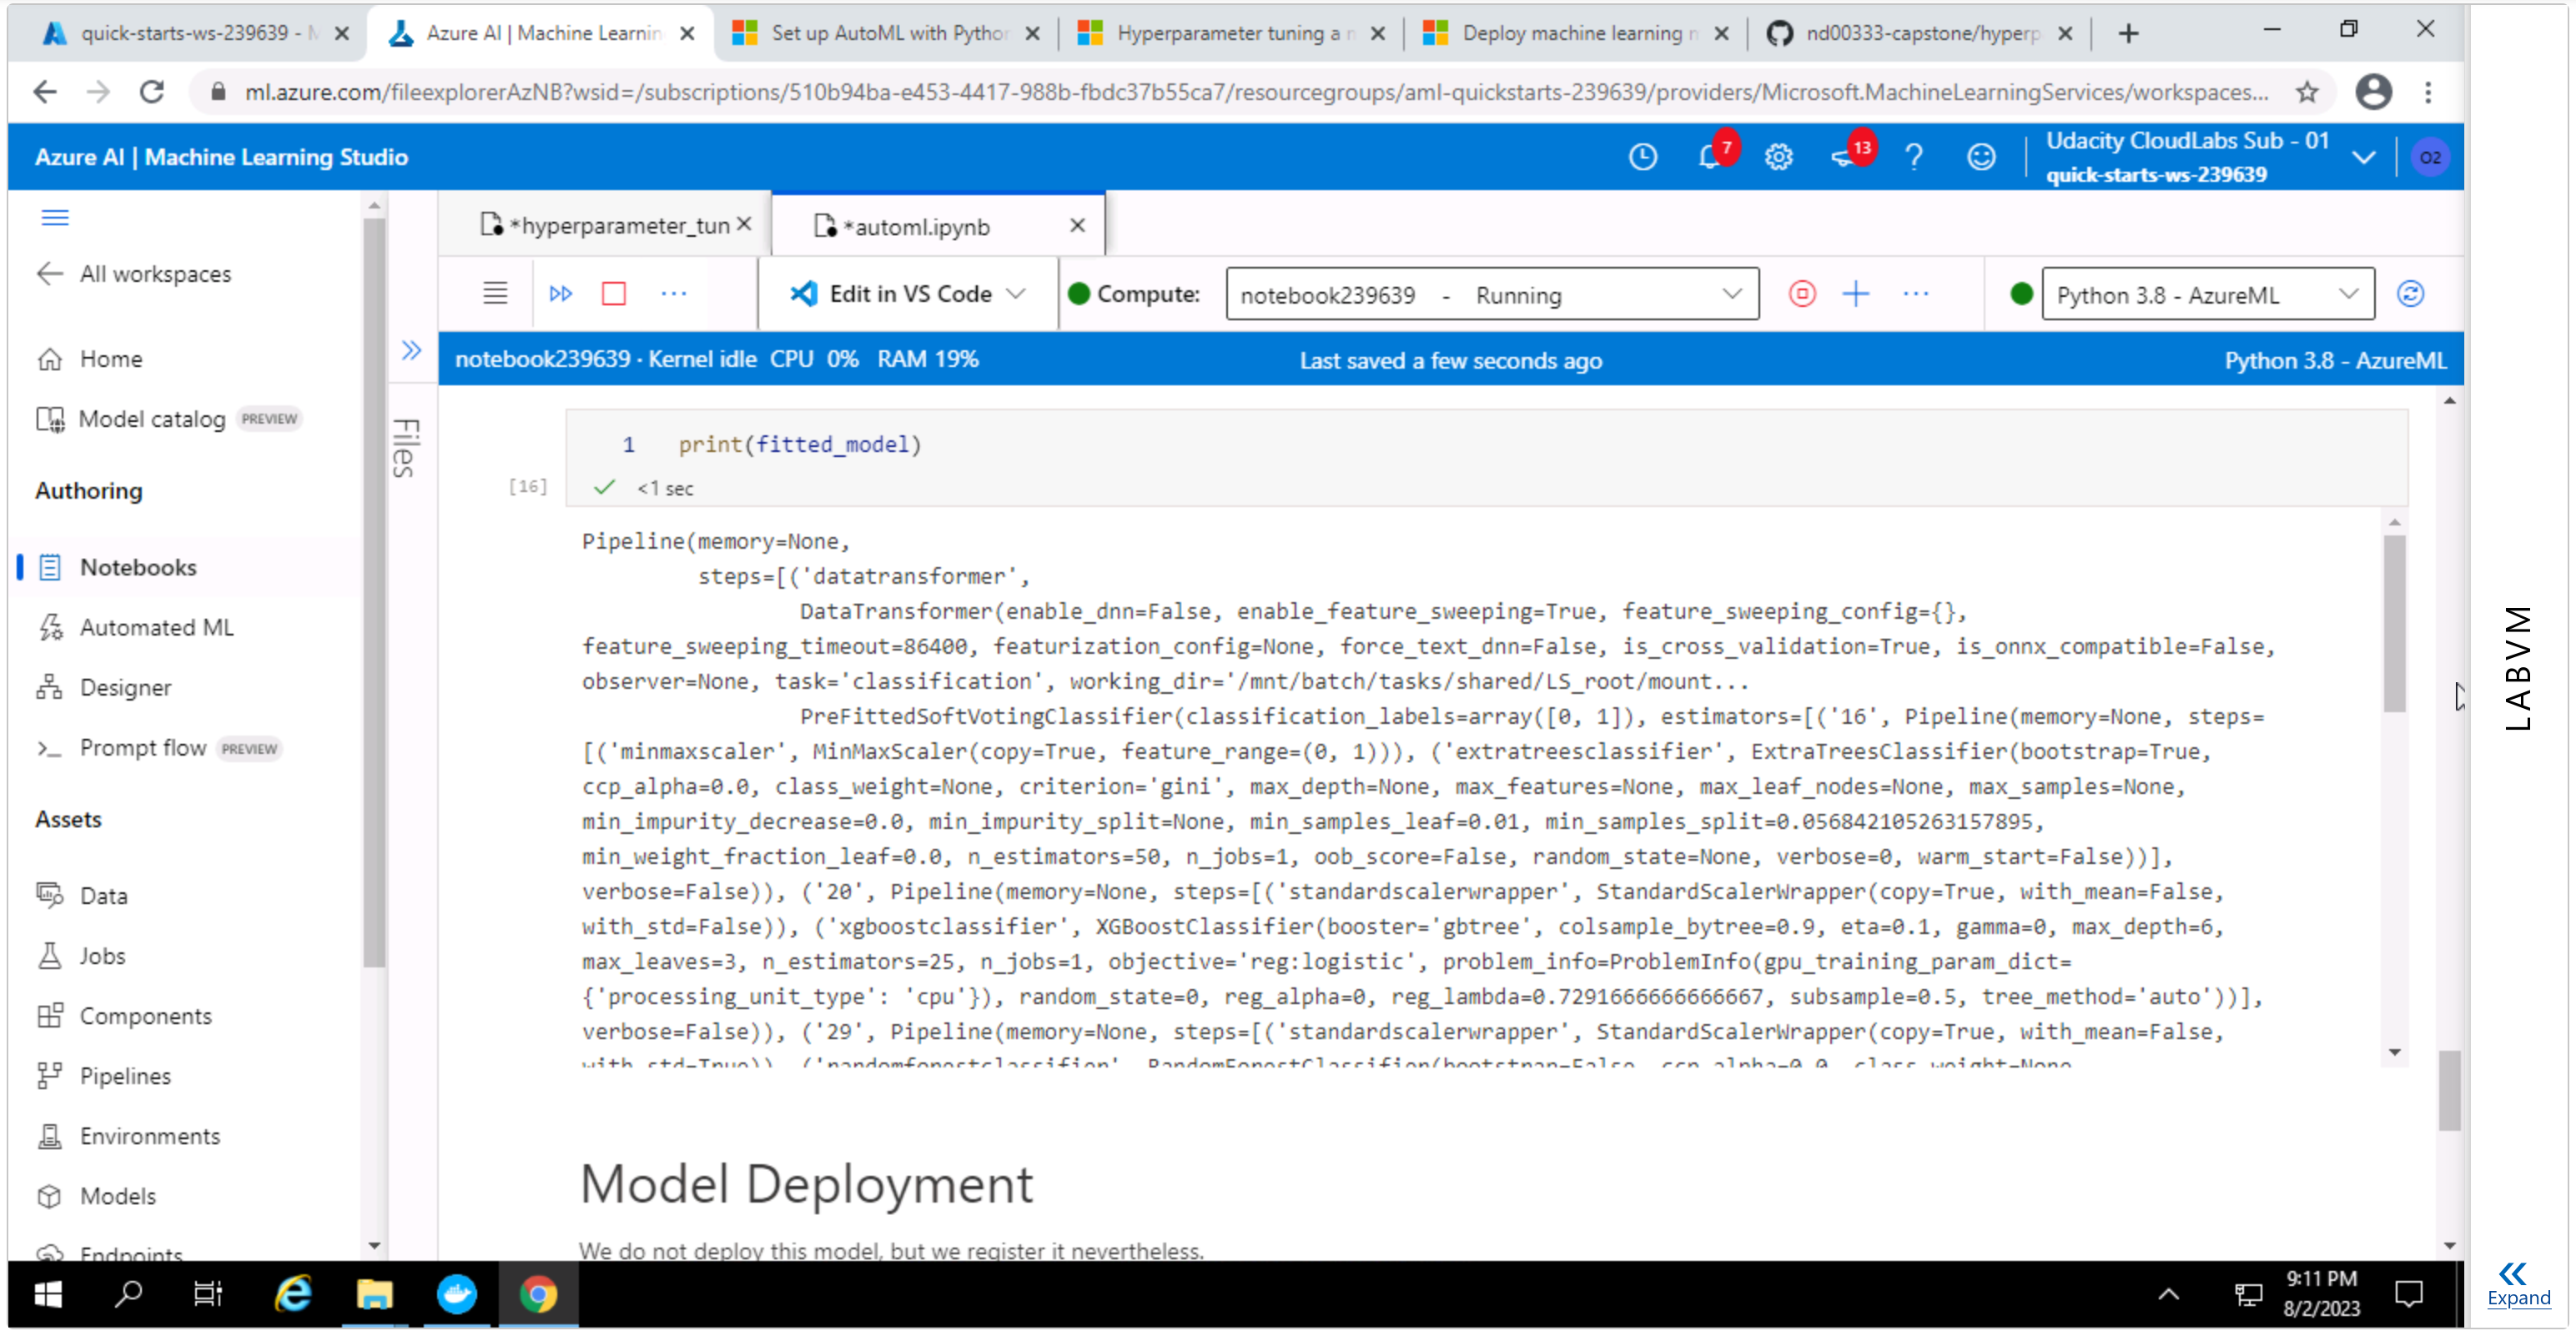 quick-starts-ws-239639 - M
Azure AI | Machine Learnin
Set up AutoML with Python
Hyperparameter tuning a m
Deploy machine learning m
nd00333-capstone/hyperp
ml.azure.com/fileexplorerAzNB?wsid=/subscriptions/510b94ba-e453-4417-988b-fbdc37b55ca7/resourcegroups/aml-quickstarts-239639/providers/Microsoft.MachineLearningServices/workspaces...
Azure AI | Machine Learning Studio
7
13
Udacity CloudLabs Sub - 01
quick-starts-ws-239639
O2
All workspaces
Home
Model catalog PREVIEW
Authoring
Notebooks
Automated ML
Designer
Prompt flow PREVIEW
Assets
Data
Jobs
Components
Pipelines
Environments
Models
Endpoints
Files
*hyperparameter_tun
*automl.ipynb
Edit in VS Code
Compute:
notebook239639 - Running
Python 3.8 - AzureML
notebook239639 · Kernel idle CPU 0% RAM 19%
Last saved a few seconds ago
Python 3.8 - AzureML
1 print(fitted_model)
[16]
<1 sec
Pipeline(memory=None,
steps=[('datatransformer',
DataTransformer(enable_dnn=False, enable_feature_sweeping=True, feature_sweeping_config={},
feature_sweeping_timeout=86400, featurization_config=None, force_text_dnn=False, is_cross_validation=True, is_onnx_compatible=False,
observer=None, task='classification', working_dir='/mnt/batch/tasks/shared/LS_root/mount...
PreFittedSoftVotingClassifier(classification_labels=array([0, 1]), estimators=[('16', Pipeline(memory=None, steps=
[('minmaxscaler', MinMaxScaler(copy=True, feature_range=(0, 1))), ('extratreesclassifier', ExtraTreesClassifier(bootstrap=True,
ccp_alpha=0.0, class_weight=None, criterion='gini', max_depth=None, max_features=None, max_leaf_nodes=None, max_samples=None,
min_impurity_decrease=0.0, min_impurity_split=None, min_samples_leaf=0.01, min_samples_split=0.056842105263157895,
min_weight_fraction_leaf=0.0, n_estimators=50, n_jobs=1, oob_score=False, random_state=None, verbose=0, warm_start=False))],
verbose=False)), ('20', Pipeline(memory=None, steps=[('standardscalerwrapper', StandardScalerWrapper(copy=True, with_mean=False,
with_std=False)), ('xgboostclassifier', XGBoostClassifier(booster='gbtree', colsample_bytree=0.9, eta=0.1, gamma=0, max_depth=6,
max_leaves=3, n_estimators=25, n_jobs=1, objective='reg:logistic', problem_info=ProblemInfo(gpu_training_param_dict=
{'processing_unit_type': 'cpu'}), random_state=0, reg_alpha=0, reg_lambda=0.7291666666666667, subsample=0.5, tree_method='auto'))],
verbose=False)), ('29', Pipeline(memory=None, steps=[('standardscalerwrapper', StandardScalerWrapper(copy=True, with_mean=False,
with_std=True)), ('randomforestclassifier', RandomForestClassifier(bootstrap=False, ccp_alpha=0.0, class_weight=None,
Model Deployment
We do not deploy this model, but we register it nevertheless.
9:11 PM
8/2/2023
LABVM
Expand